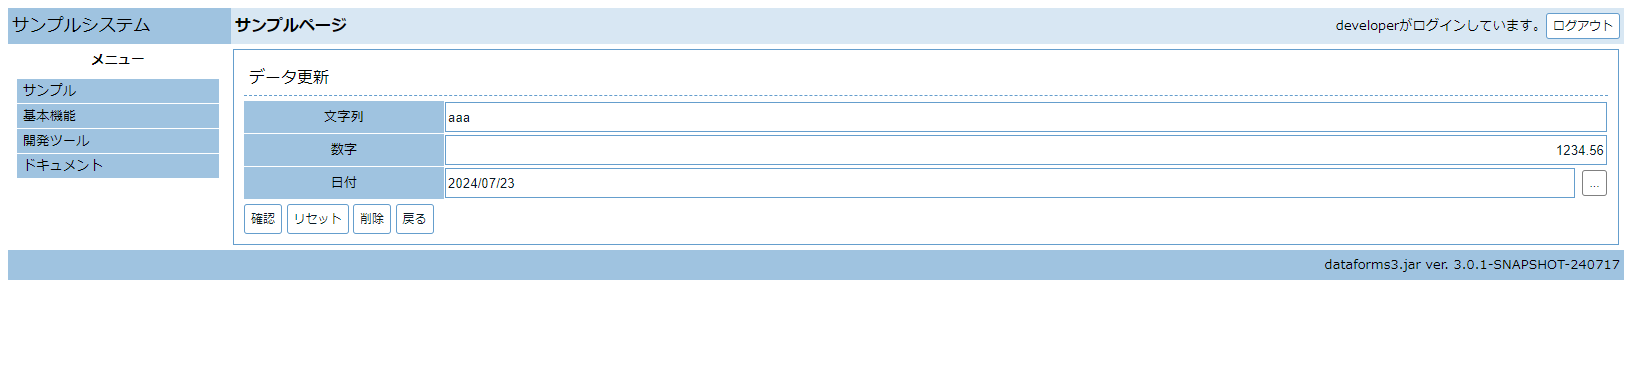 サンプルシステム サンプルページ developerがログインしています。 ログアウト
メニュー
サンプル
基本機能
開発ツール
ドキュメント
データ更新
文字列 aaa
数字 1234.56
日付 2024/07/23 ...
確認 リセット 削除 戻る
dataforms3.jar ver. 3.0.1-SNAPSHOT-240717